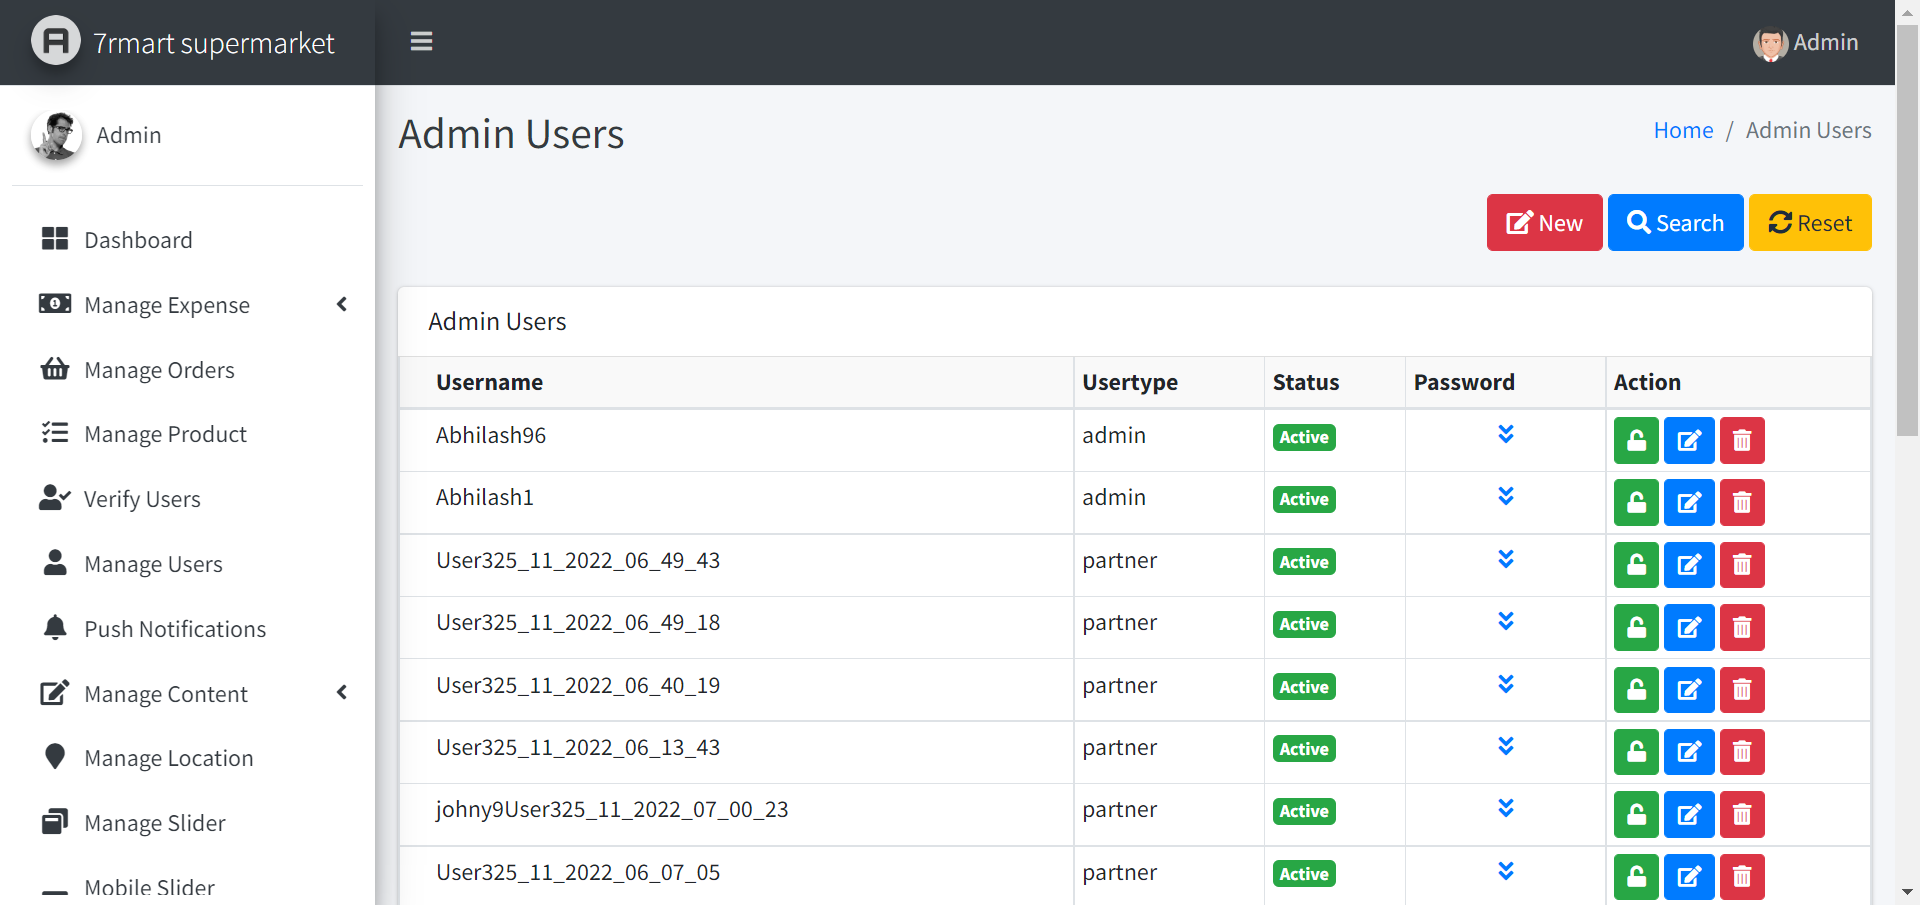 7rmart supermarket
Admin
Admin
Admin Users
Home / Admin Users
New Search Reset
Dashboard
Manage Expense
Manage Orders
Manage Product
Verify Users
Manage Users
Push Notifications
Manage Content
Manage Location
Manage Slider
Mobile Slider
Admin Users
Username Usertype Status Password Action
Abhilash96 admin Active
Abhilash1 admin Active
User325_11_2022_06_49_43 partner Active
User325_11_2022_06_49_18 partner Active
User325_11_2022_06_40_19 partner Active
User325_11_2022_06_13_43 partner Active
johny9User325_11_2022_07_00_23 partner Active
User325_11_2022_06_07_05 partner Active